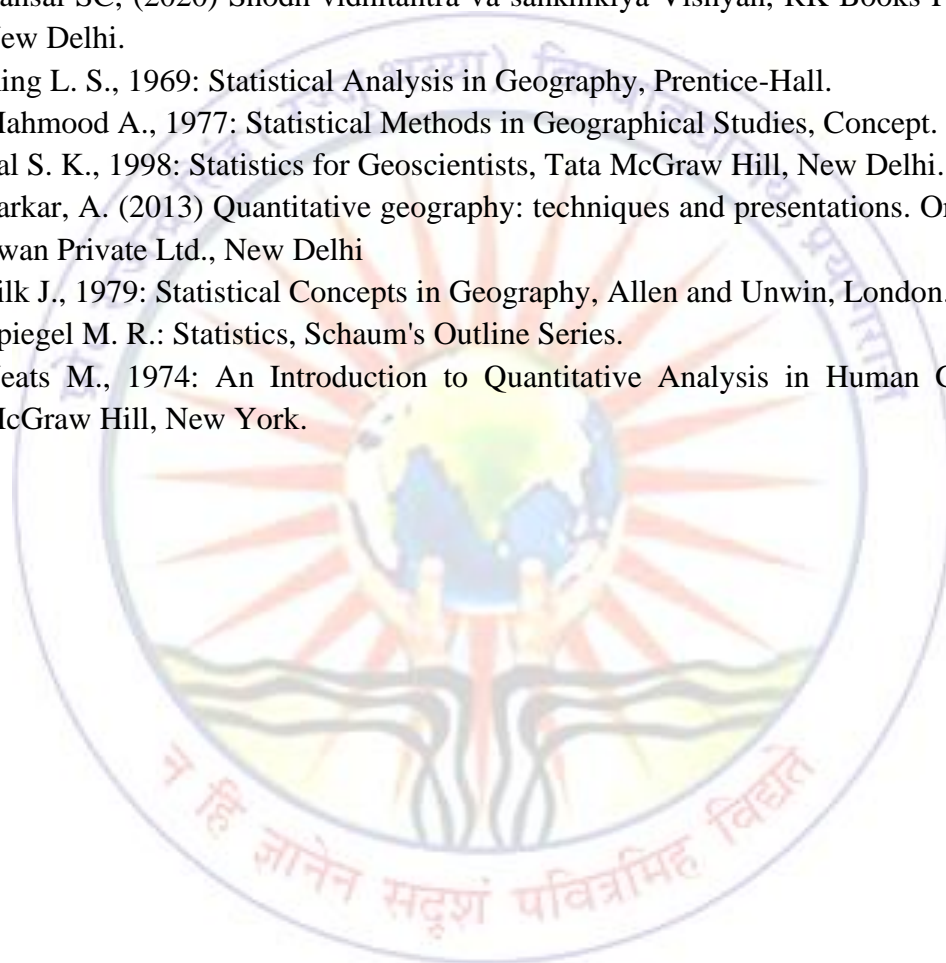 ansal SC, (2020) Shodh vidhitantra va sankhikiya Vishyah, RK Books
New Delhi.
ing L. S., 1969: Statistical Analysis in Geography, Prentice-Hall.
Mahmood A., 1977: Statistical Methods in Geographical Studies, Concept.
al S. K., 1998: Statistics for Geoscientists, Tata McGraw Hill, New Delhi.
arkar, A. (2013) Quantitative geography: techniques and presentations. Or
wan Private Ltd., New Delhi
ilk J., 1979: Statistical Concepts in Geography, Allen and Unwin, London.
piegel M. R.: Statistics, Schaum's Outline Series.
eats M., 1974: An Introduction to Quantitative Analysis in Human
McGraw Hill, New York.
न हि ज्ञानेन सदृशं पवित्रमिह विद्यते